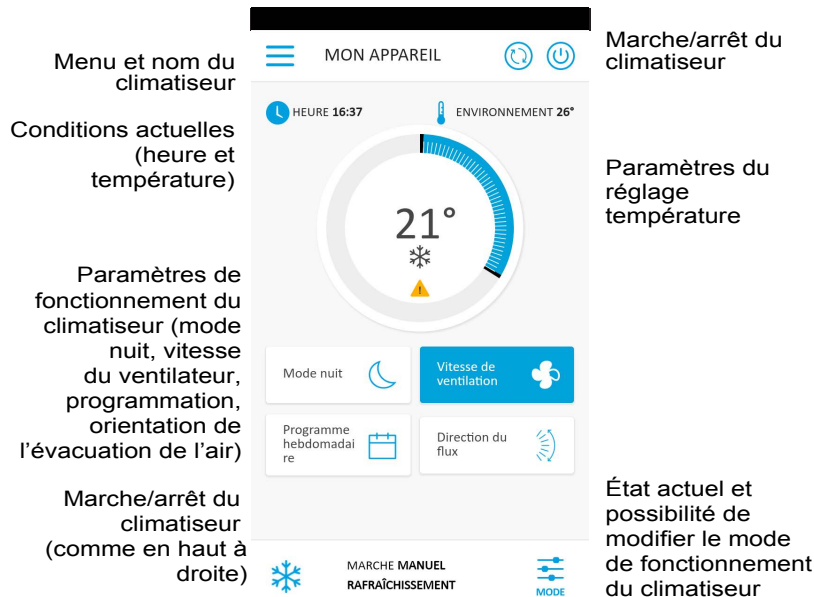 Menu et nom du
climatiseur
Conditions actuelles
(heure et
température)
Paramètres de
fonctionnement du
climatiseur (mode
nuit, vitesse
du ventilateur,
programmation,
orientation de
l’évacuation de l’air)
Marche/arrêt du
climatiseur
(comme en haut à
droite)
MON APPAREIL
HEURE 16:37
ENVIRONNEMENT 26°
21°
Mode nuit
Vitesse de
ventilation
Programme
hebdomadai
re
Direction du
flux
MARCHE MANUEL
RAFRAÎCHISSEMENT
MODE
Marche/arrêt du
climatiseur
Paramètres du
réglage
température
État actuel et
possibilité de
modifier le mode
de fonctionnement
du climatiseur